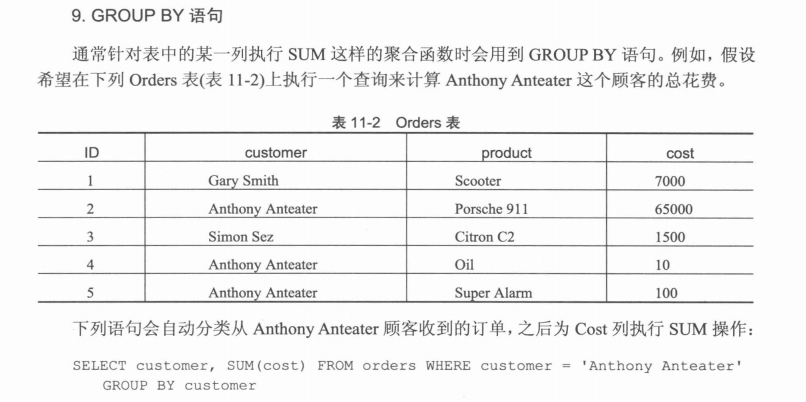 9. GROUP BY 语句
通常针对表中的某一列执行 SUM 这样的聚合函数时会用到 GROUP BY 语句。例如，假设
希望在下列 Orders 表(表 11-2)上执行一个查询来计算 Anthony Anteater 这个顾客的总花费。
表 11-2 Orders 表
ID customer product cost
1 Gary Smith Scooter 7000
2 Anthony Anteater Porsche 911 65000
3 Simon Sez Citron C2 1500
4 Anthony Anteater Oil 10
5 Anthony Anteater Super Alarm 100
下列语句会自动分类从 Anthony Anteater 顾客收到的订单，之后为 Cost 列执行 SUM 操作：
SELECT customer, SUM(cost) FROM orders WHERE customer = 'Anthony Anteater'
GROUP BY customer